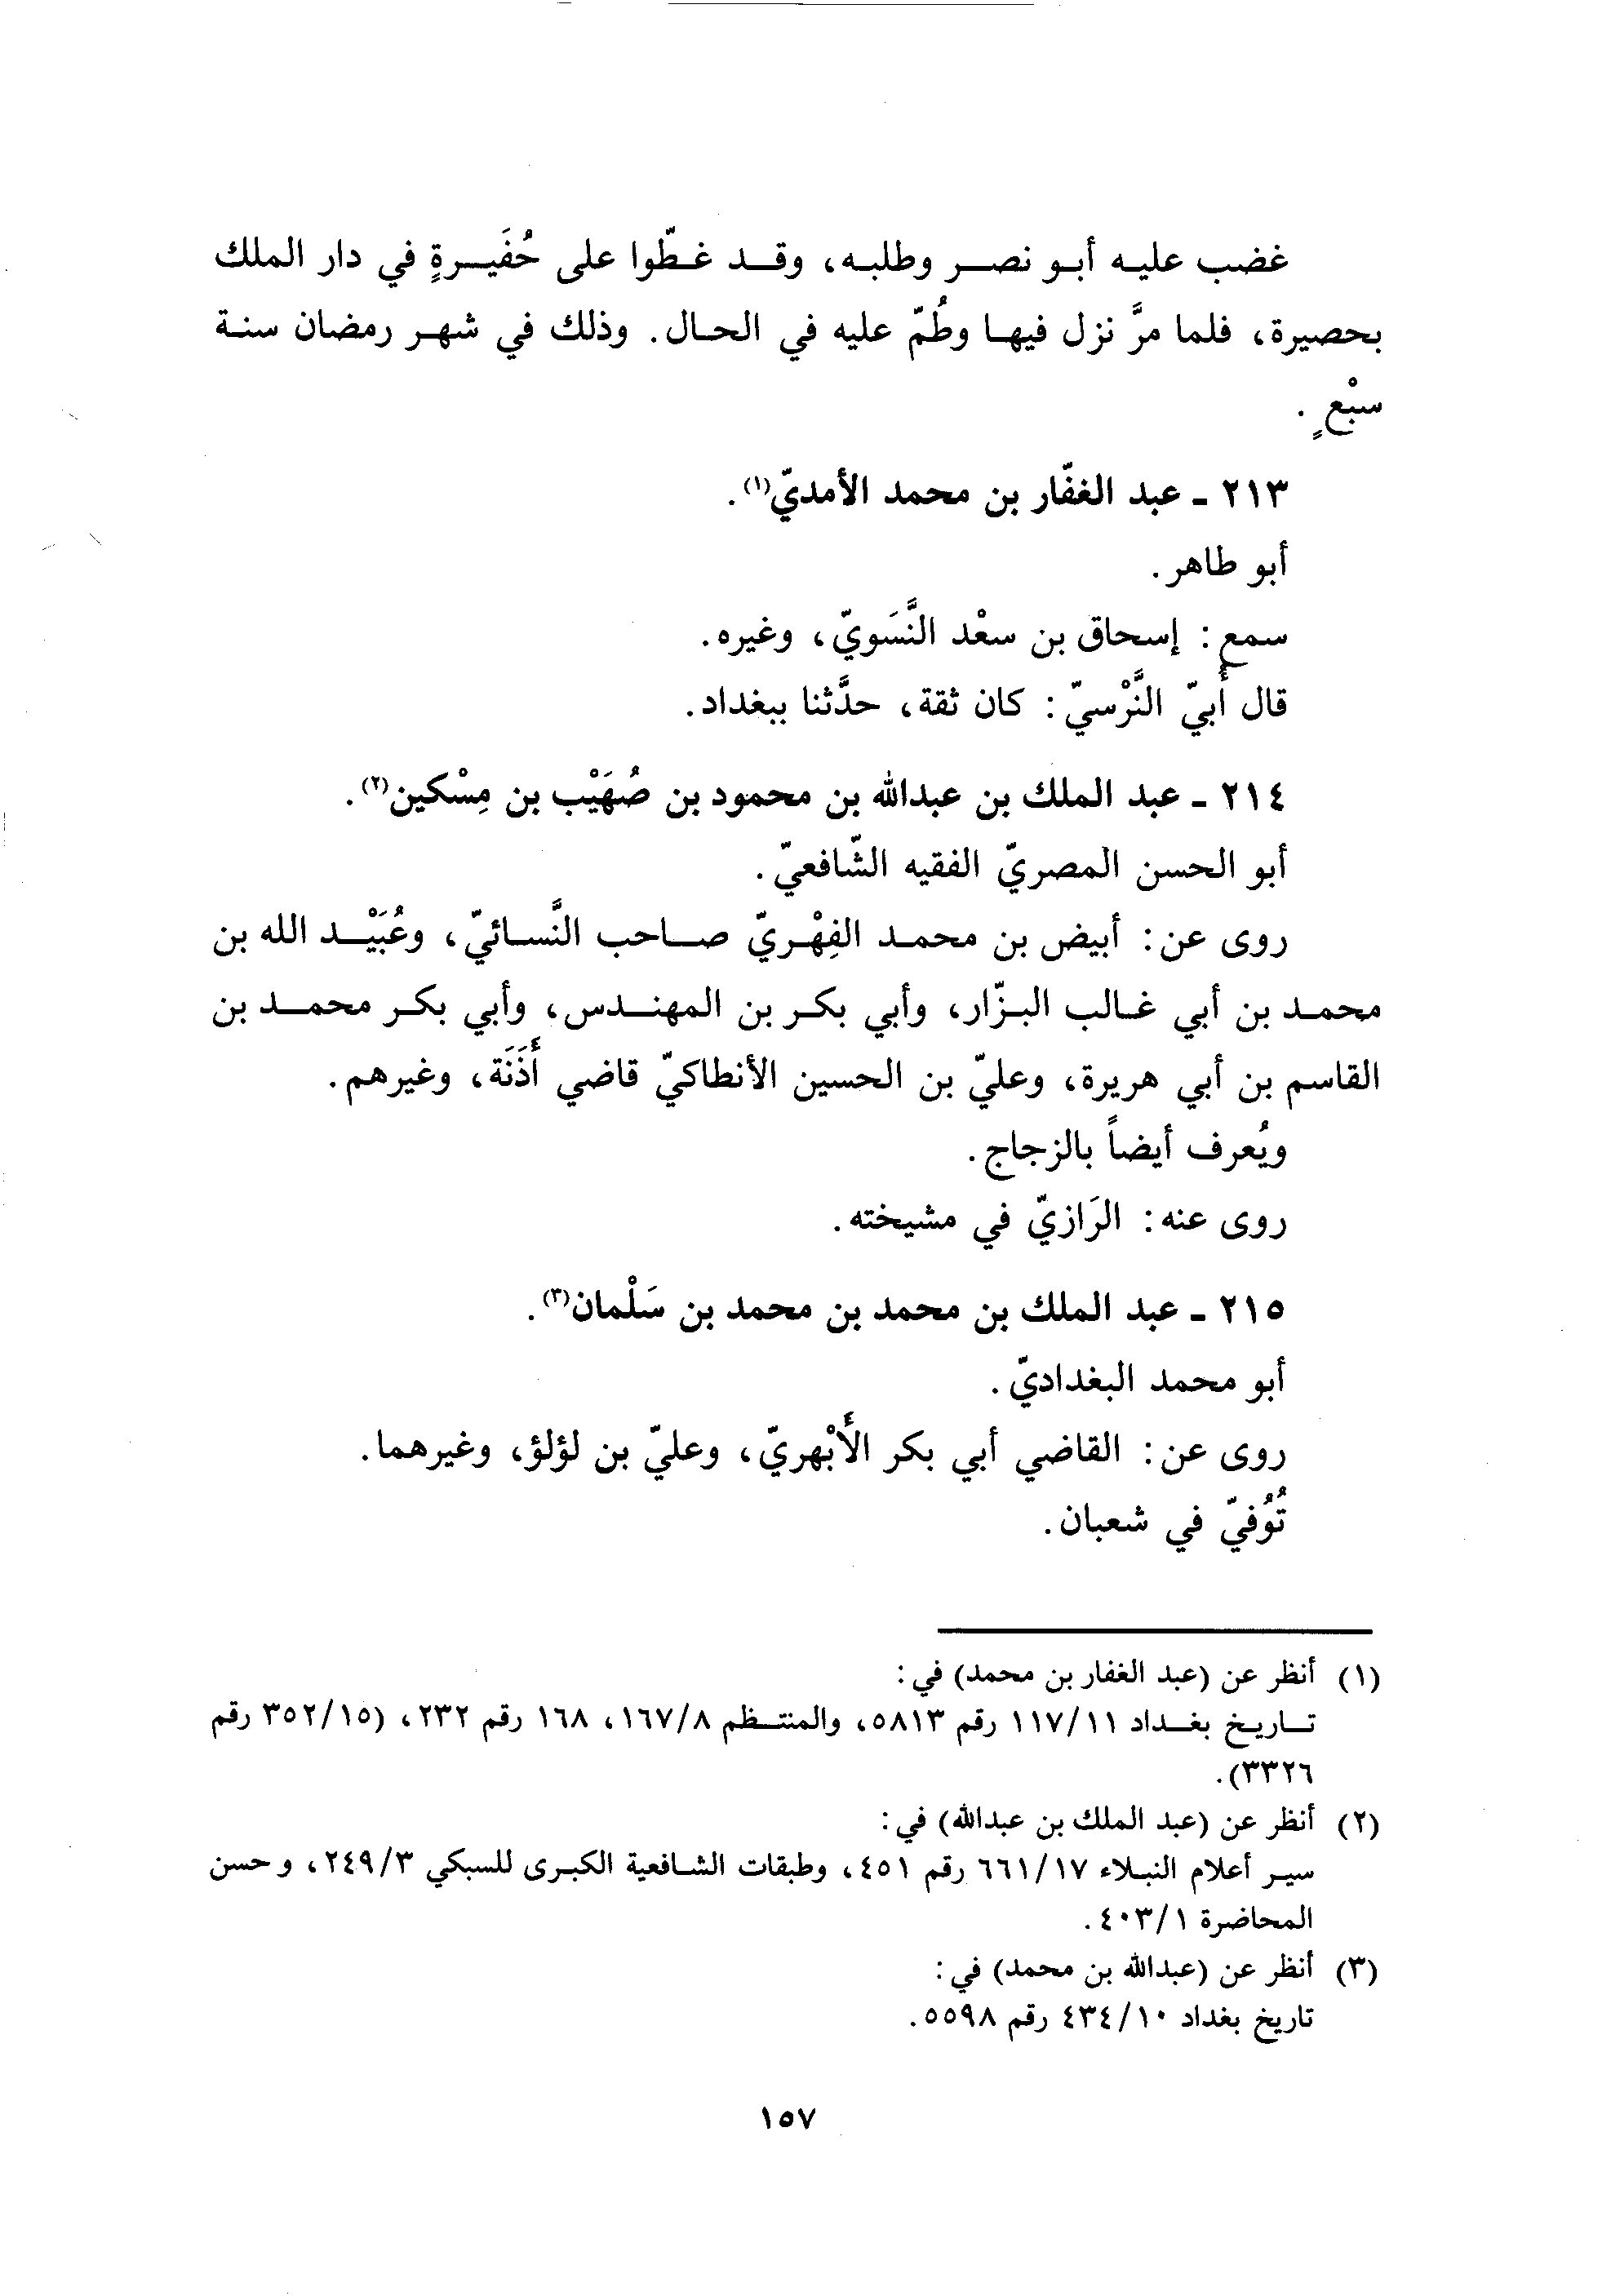 غضب عليه أبو نصر وطلبه، وقد غطّوا على حُفَيرةٍ في دار الملك
بحصيرة، فلما مرَّ نزل فيها وطُمّ عليه في الحال. وذلك في شهر رمضان سنة
سبْعٍ.
٢١٣ ـ عبد الغفّار بن محمد الأمديّ(١).
أبو طاهر.
سمع: إسحاق بن سعْد النَّسَويّ، وغيره.
قال أُبيّ النَّرْسيّ: كان ثقة، حدَّثنا ببغداد.
٢١٤ ـ عبد الملك بن عبدالله بن محمود بن صُهَيْب بن مِسْكين(٢).
أبو الحسن المصريّ الفقيه الشّافعيّ.
روى عن: أبيض بن محمد الفِهْريّ صاحب النَّسائيّ، وعُبَيْد الله بن
محمد بن أبي غالب البزّار، وأبي بكر بن المهندس، وأبي بكر محمد بن
القاسم بن أبي هريرة، وعليّ بن الحسين الأنطاكيّ قاضي أَذَنَة، وغيرهم.
ويُعرف أيضاً بالزجاج.
روى عنه: الرَازيّ في مشيخته.
٢١٥ ـ عبد الملك بن محمد بن محمد بن سَلْمان(٣).
أبو محمد البغداديّ.
روى عن: القاضي أبي بكر الأَبْهريّ، وعليّ بن لؤلؤ، وغيرهما.
تُوُفيّ في شعبان.
(١) أنظر عن (عبد الغفار بن محمد) في:
تاريخ بغداد ١١٧/١١ رقم ٥٨١٣، والمنتظم ١٦٧/٨، ١٦٨ رقم ٢٣٢، (٣٥٢/١٥ رقم
٣٣٢٦).
(٢) أنظر عن (عبد الملك بن عبدالله) في:
سير أعلام النبلاء ٦٦١/١٧ رقم ٤٥١، وطبقات الشافعية الكبرى للسبكي ٢٤٩/٣، وحسن
المحاضرة ٤٠٣/١.
(٣) أنظر عن (عبدالله بن محمد) في:
تاريخ بغداد ٤٣٤/١٠ رقم ٥٥٩٨.
١٥٧